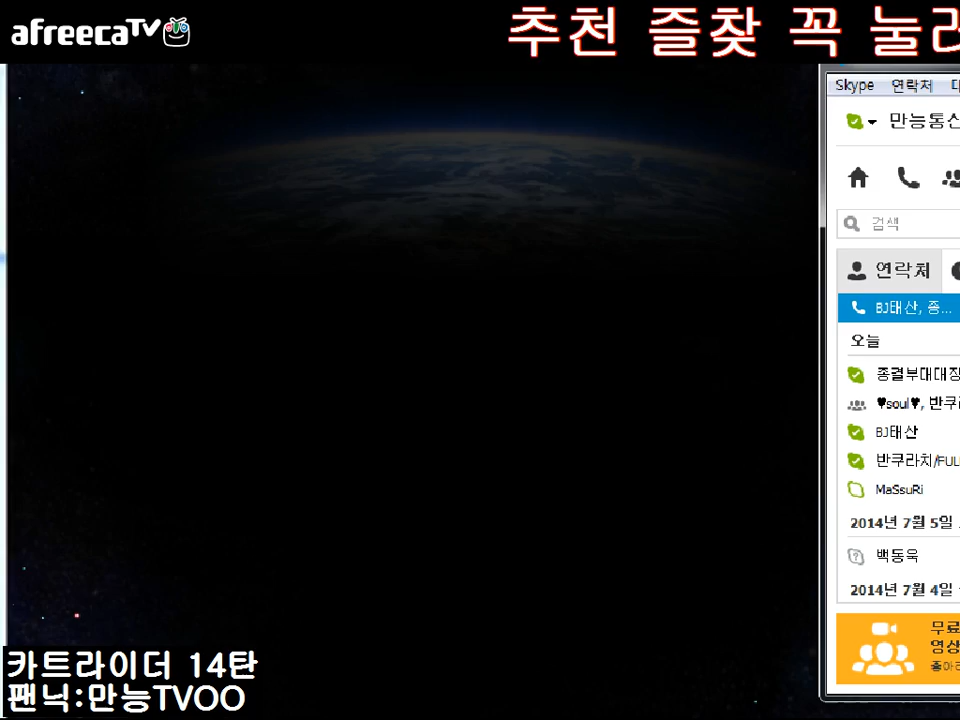 afreecaTV
추천 즐찾 꼭 눌러
Skype 연락처
만능통신
검색
연락처
BJ태산, 종...
오늘
종결부대대장
♥soul♥, 반쿠라
BJ태산
반쿠라치/FUL
MaSsuRi
2014년 7월 5일
백동욱
2014년 7월 4일
무료
영상
카트라이더 14탄
팬닉:만능TVOO